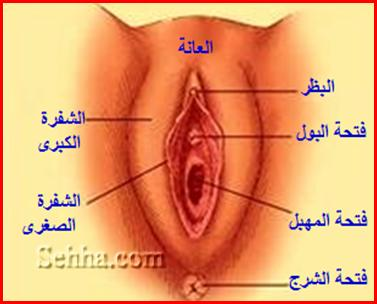 العانة
البظر
الشفرة
الكبرى
فتحة البول
الشفرة
الصغرى
فتحة المهبل
Sehha.com
فتحة الشرج